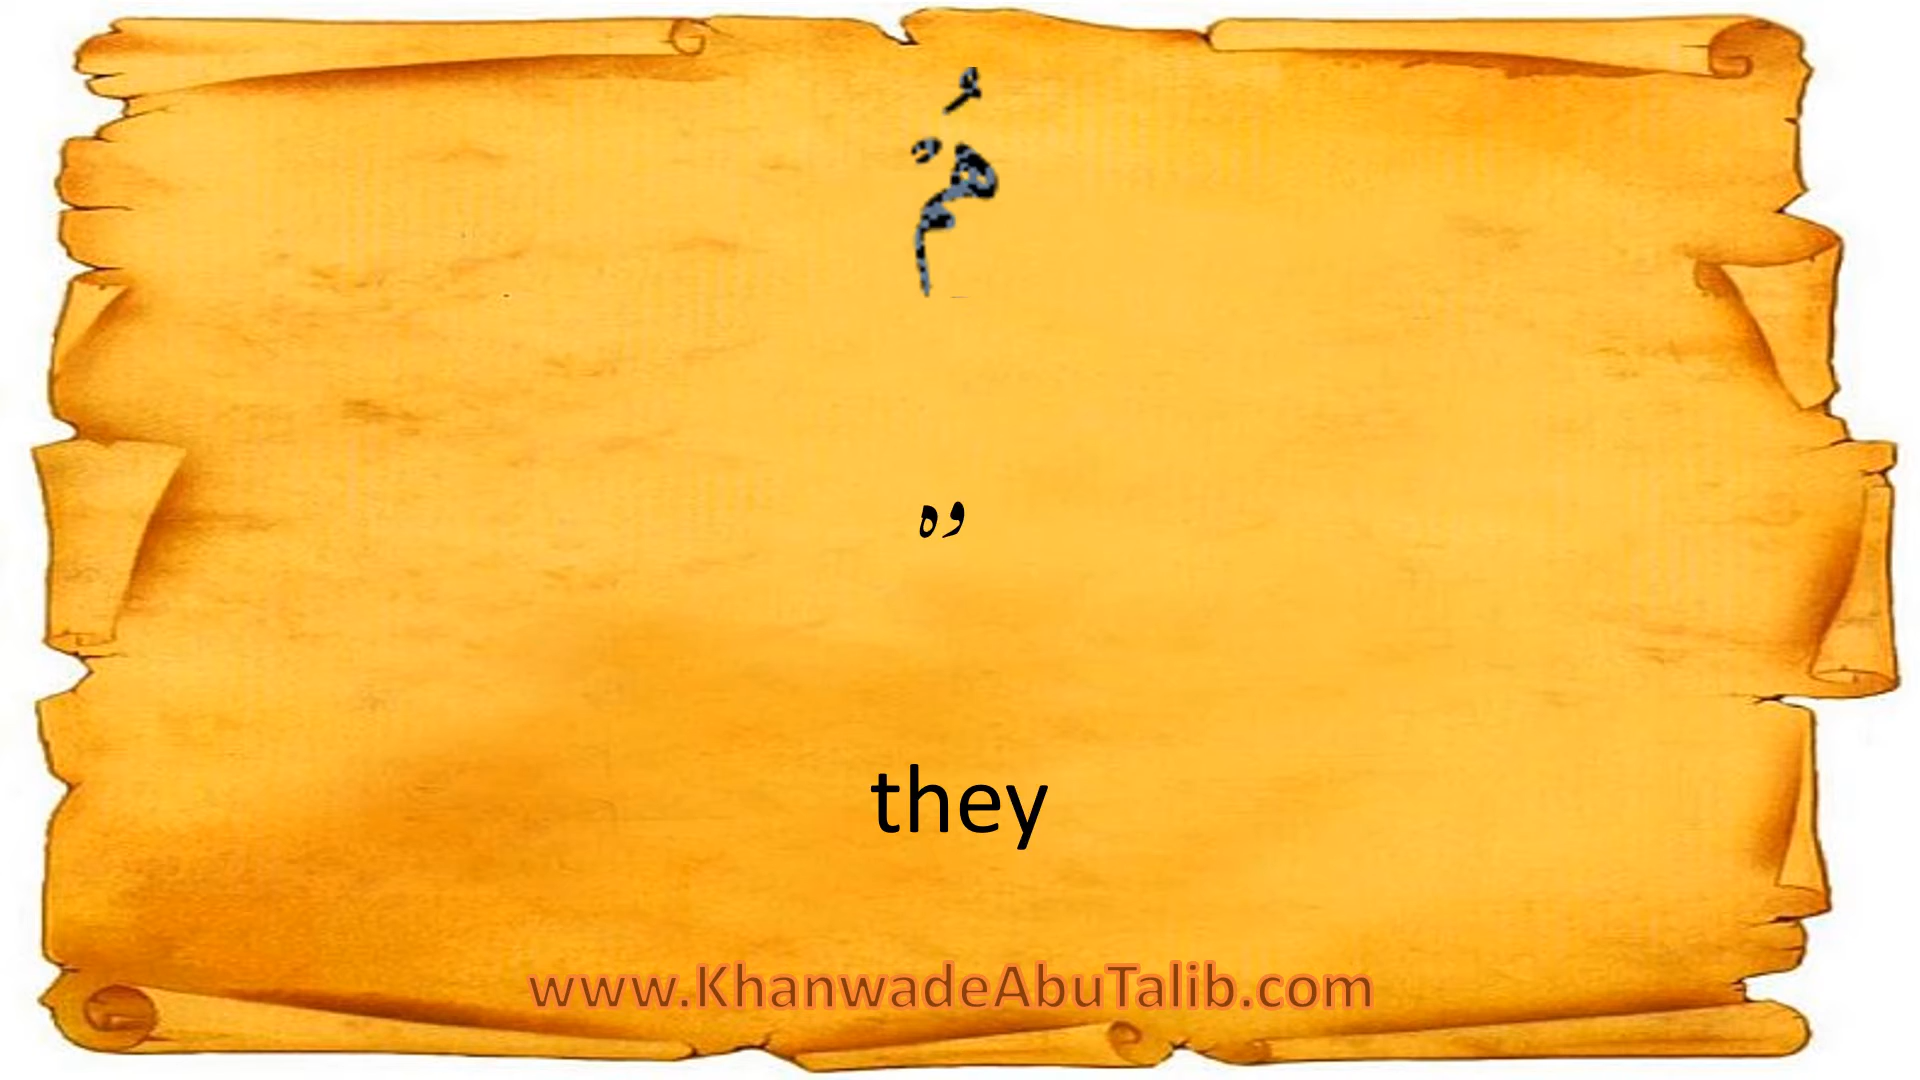 هُمْ
وہ
they
www.KhanwadeAbuTalib.com